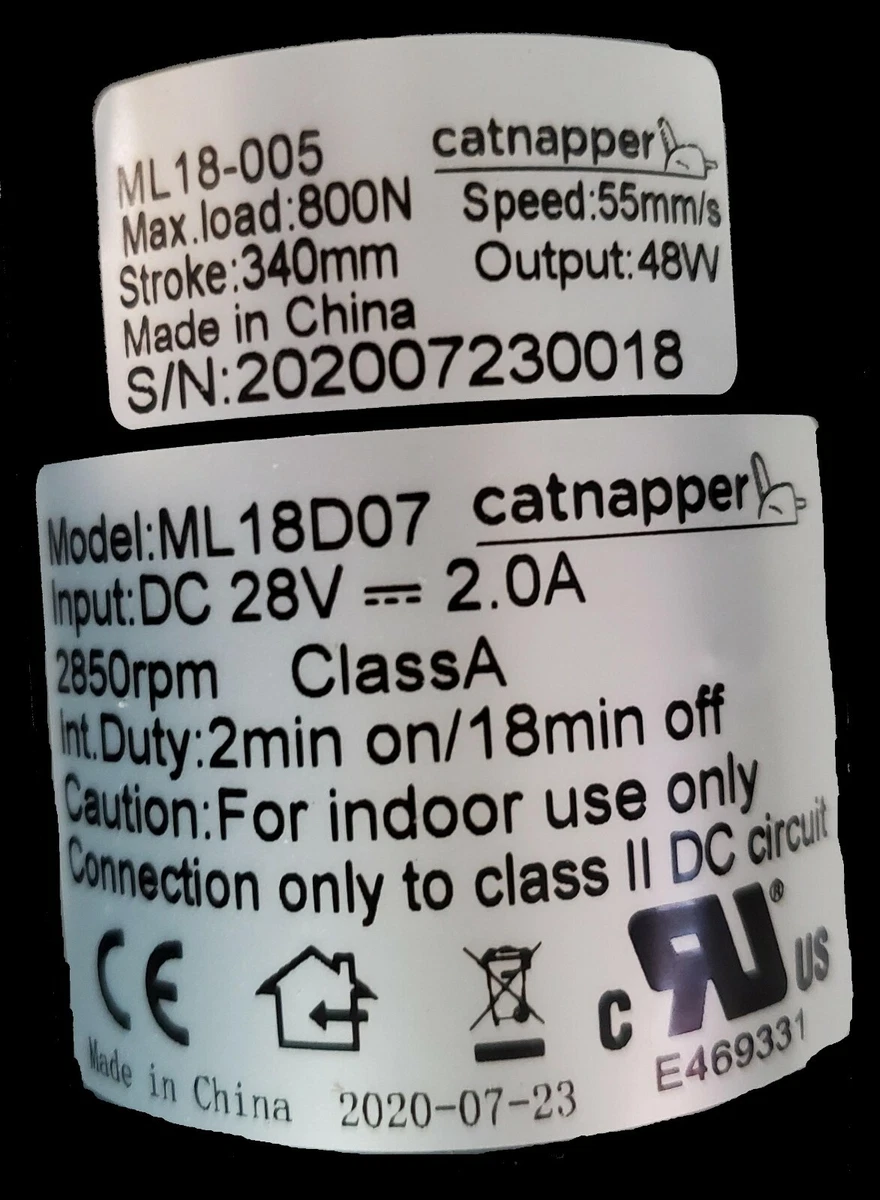 catnapper
ML18-005
Max.load:800N Speed:55mm/s
Stroke:340mm Output:48W
Made in China
S/N:202007230018
catnapper
Model:ML18D07
Input:DC 28V ⎓ 2.0A
2850rpm ClassA
Int.Duty:2min on/18min off
Caution:For indoor use only
Connection only to class II DC circuit
CE
c RU® US
E469331
Made in China 2020-07-23